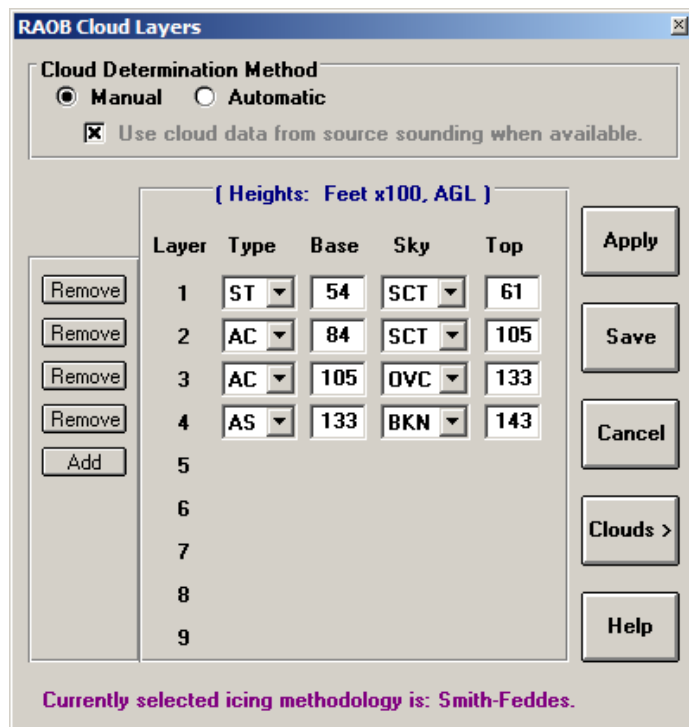 RAOB Cloud Layers
Cloud Determination Method
Manual Automatic
Use cloud data from source sounding when available.
( Heights: Feet x100, AGL )
Layer Type Base Sky Top
Remove 1 ST 54 SCT 61
Remove 2 AC 84 SCT 105
Remove 3 AC 105 OVC 133
Remove 4 AS 133 BKN 143
Add 5
6
7
8
9
Apply
Save
Cancel
Clouds >
Help
Currently selected icing methodology is: Smith-Feddes.